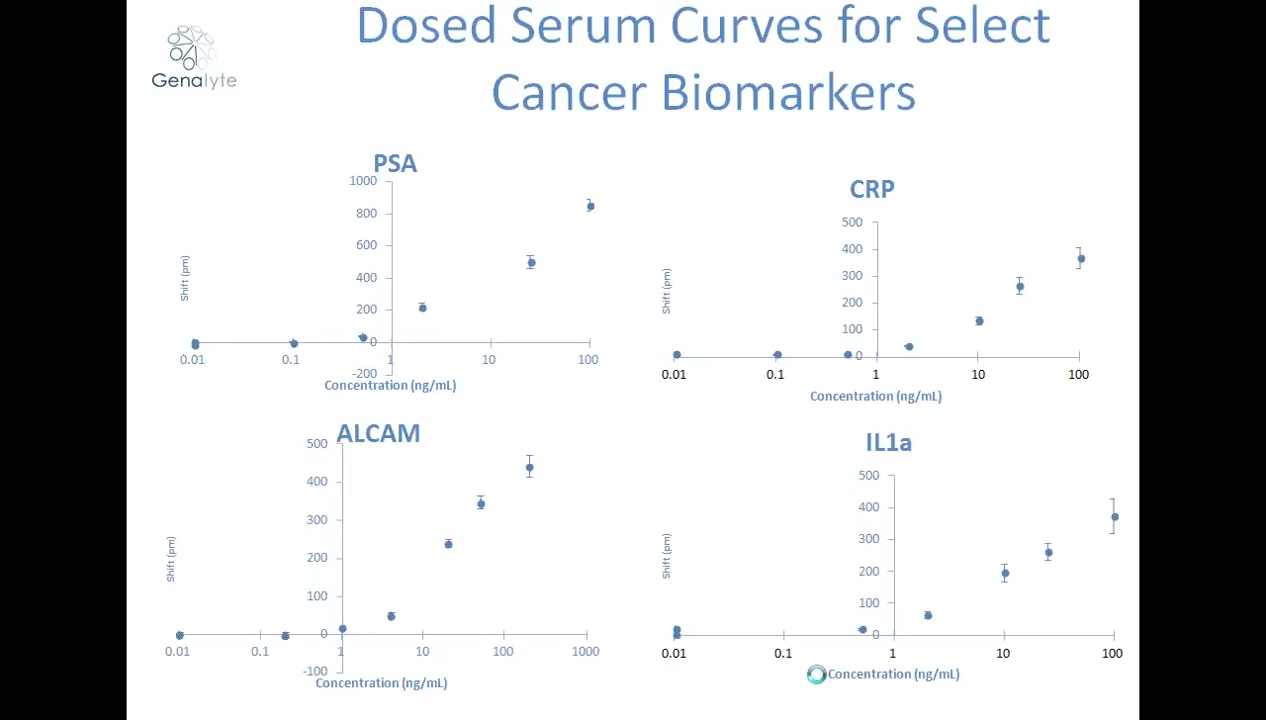 Dosed Serum Curves for Select
Cancer Biomarkers
Genalyte
PSA
1000
800
600
400
200
0
-200
Shift (pm)
0.01 0.1 1 10 100
Concentration (ng/mL)
CRP
500
400
300
200
100
0
Shift (pm)
0.01 0.1 1 10 100
Concentration (ng/mL)
ALCAM
500
400
300
200
100
0
-100
Shift (pm)
0.01 0.1 1 10 100 1000
Concentration (ng/mL)
IL1a
500
400
300
200
100
0
Shift (pm)
0.01 0.1 1 10 100
Concentration (ng/mL)